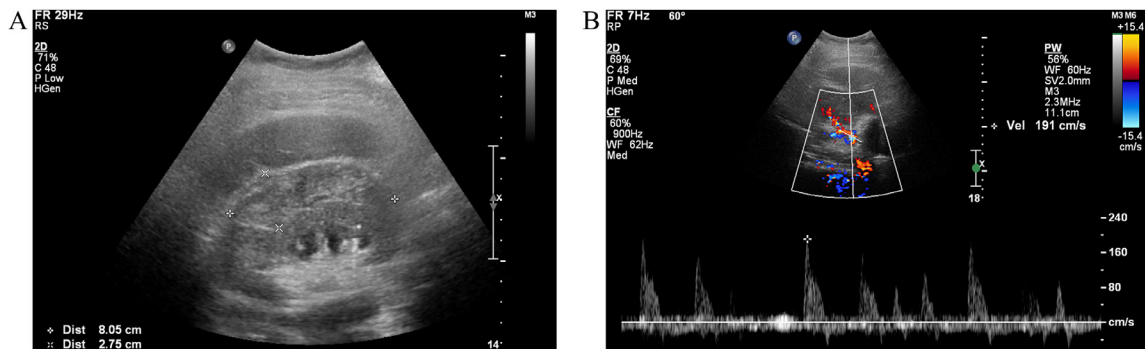 A
FR 29Hz
RS
2D
71%
C 48
P Low
HGen
P
M3
x
14
Dist 8.05 cm
Dist 2.75 cm
B
FR 7Hz 60°
RP
2D
69%
C 48
P Med
HGen
CF
60%
900Hz
WF 62Hz
Med
P
M3 M6
+15.4
-15.4
cm/s
PW
56%
WF 60Hz
SV2.0mm
M3
2.3MHz
11.1cm
Vel 191 cm/s
x
18
240
160
80
cm/s